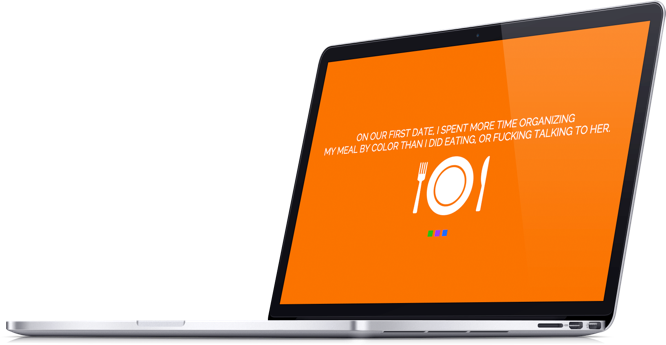 ON OUR FIRST DATE, I SPENT MORE TIME ORGANIZING
MY MEAL BY COLOR THAN I DID EATING, OR FUCKING TALKING TO HER.